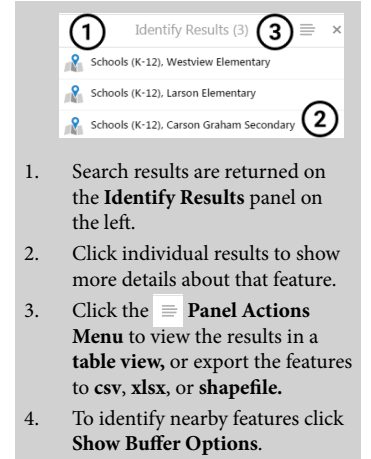 1 Identify Results (3) 3 ×
Schools (K-12), Westview Elementary
Schools (K-12), Larson Elementary
Schools (K-12), Carson Graham Secondary 2
1. Search results are returned on
the Identify Results panel on
the left.
2. Click individual results to show
more details about that feature.
3. Click the Panel Actions
Menu to view the results in a
table view, or export the features
to csv, xlsx, or shapefile.
4. To identify nearby features click
Show Buffer Options.